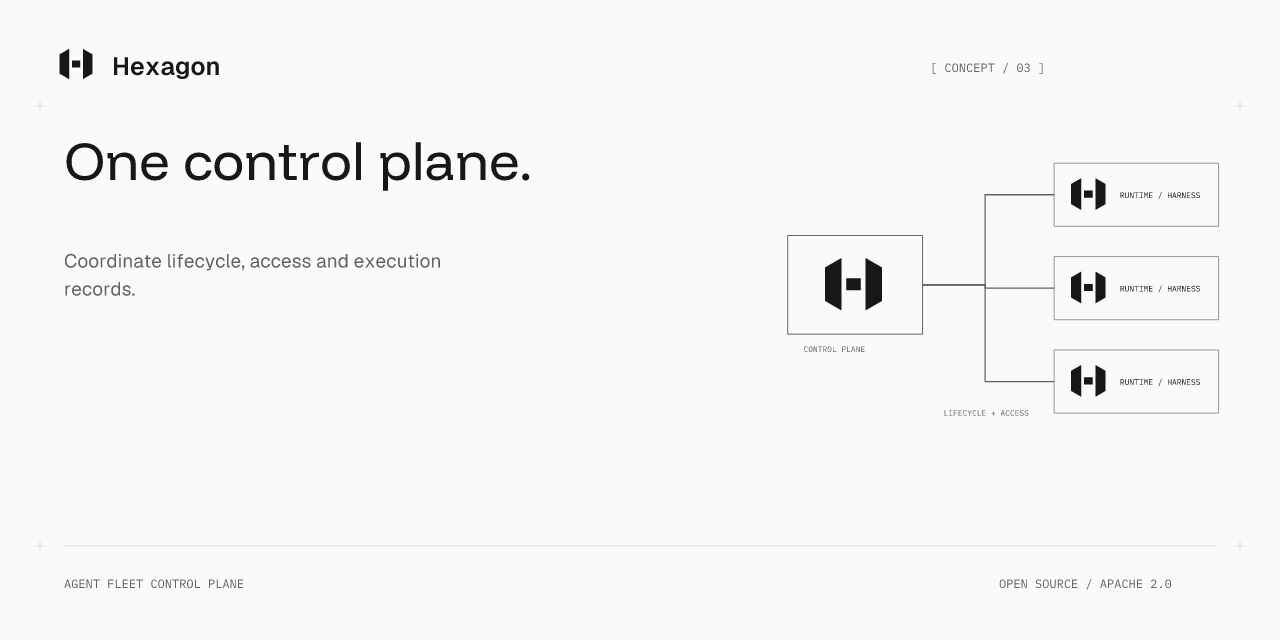 Hexagon
[ CONCEPT / 03 ]
One control plane.
Coordinate lifecycle, access and execution
records.
RUNTIME / HARNESS
RUNTIME / HARNESS
CONTROL PLANE
RUNTIME / HARNESS
LIFECYCLE + ACCESS
AGENT FLEET CONTROL PLANE
OPEN SOURCE / APACHE 2.0